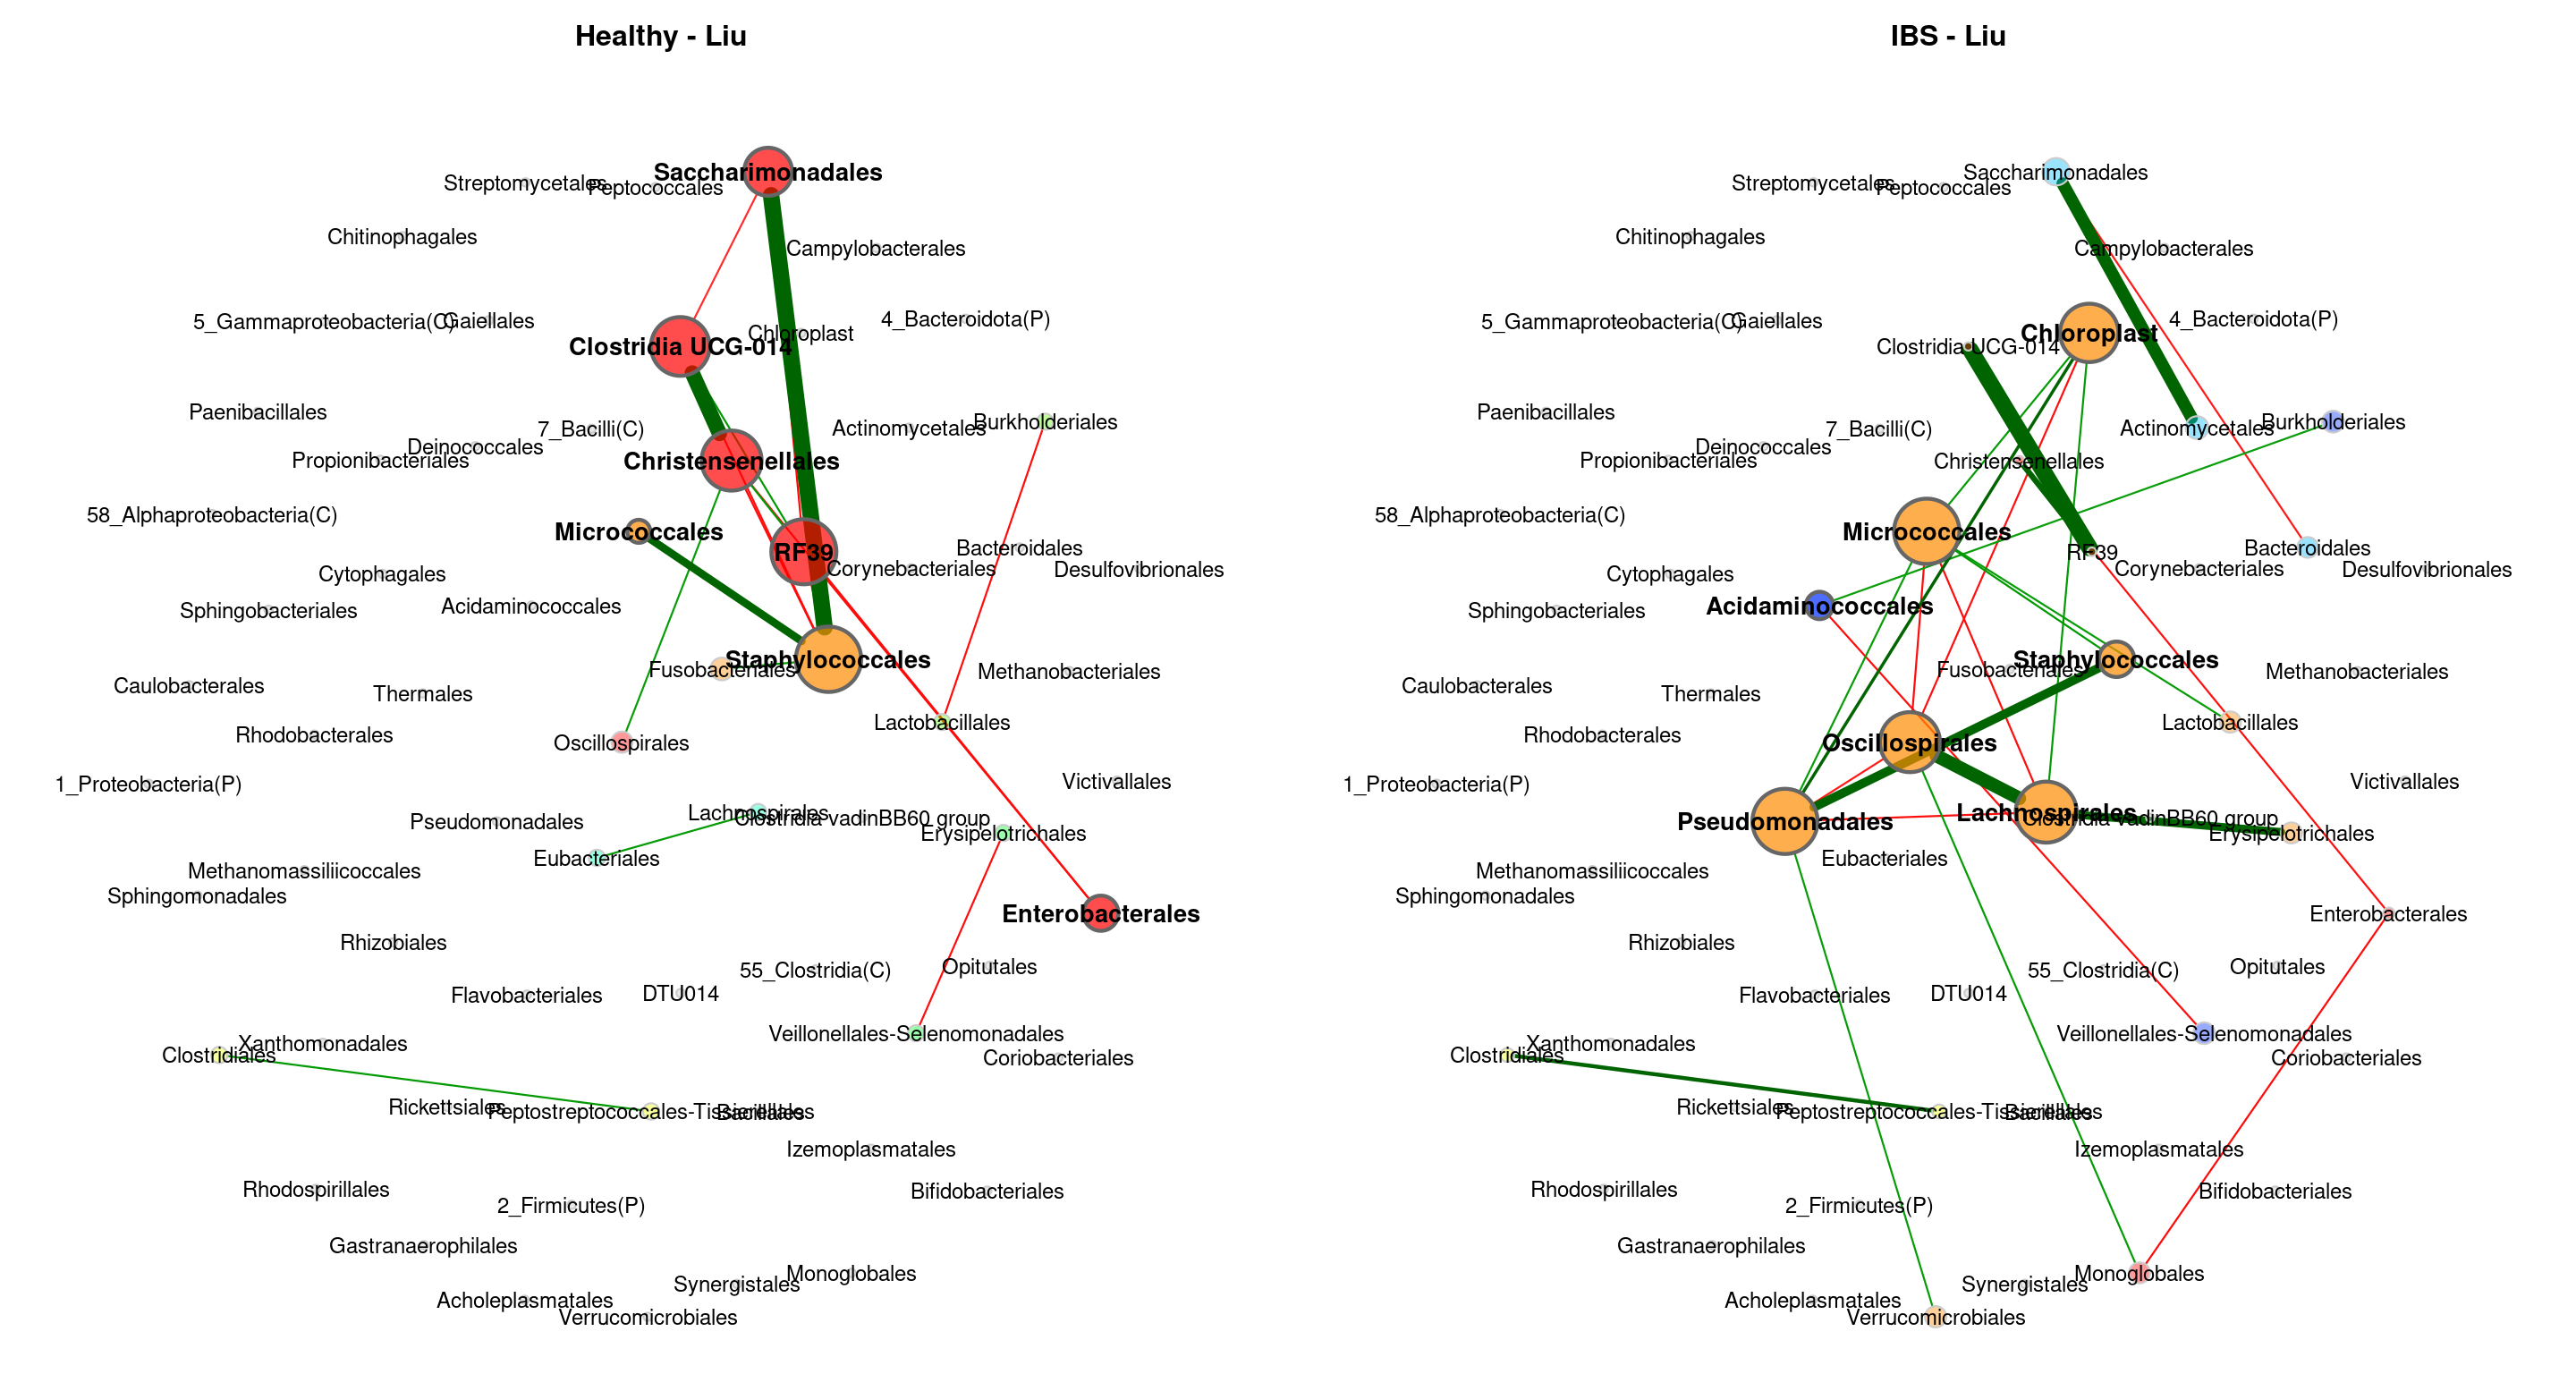 Healthy - Liu
Saccharimonadales
Streptomycetales
Peptococcales
Chitinophagales
Campylobacterales
5_Gammaproteobacteria(C)
Gaiellales
Chloroplast
4_Bacteroidota(P)
Clostridia UCG-014
Paenibacillales
7_Bacilli(C)
Actinomycetales
Burkholderiales
Deinococcales
Propionibacteriales
Christensenellales
58_Alphaproteobacteria(C)
Micrococcales
RF39
Bacteroidales
Cytophagales
Corynebacteriales
Desulfovibrionales
Sphingobacteriales
Acidaminococcales
Fusobacteriales
Staphylococcales
Methanobacteriales
Caulobacterales
Thermales
Lactobacillales
Rhodobacterales
Oscillospirales
1_Proteobacteria(P)
Victivallales
Pseudomonadales
Lachnospirales
Clostridia vadinBB60 group
Erysipelotrichales
Eubacteriales
Methanomassiliicoccales
Sphingomonadales
Enterobacterales
Rhizobiales
55_Clostridia(C)
Opitutales
Flavobacteriales
DTU014
Veillonellales-Selenomonadales
Xanthomonadales
Clostridiales
Coriobacteriales
Rickettsiales
Peptostreptococcales-Tissierellales
Bacillales
Izemoplasmatales
Rhodospirillales
2_Firmicutes(P)
Bifidobacteriales
Gastranaerophilales
Synergistales
Monoglobales
Acholeplasmatales
Verrucomicrobiales
IBS - Liu
Saccharimonadales
Streptomycetales
Peptococcales
Chitinophagales
Campylobacterales
5_Gammaproteobacteria(C)
Gaiellales
Chloroplast
4_Bacteroidota(P)
Clostridia UCG-014
Paenibacillales
7_Bacilli(C)
Actinomycetales
Burkholderiales
Deinococcales
Propionibacteriales
Christensenellales
58_Alphaproteobacteria(C)
Micrococcales
RF39
Bacteroidales
Cytophagales
Corynebacteriales
Desulfovibrionales
Sphingobacteriales
Acidaminococcales
Fusobacteriales
Staphylococcales
Methanobacteriales
Caulobacterales
Thermales
Lactobacillales
Rhodobacterales
Oscillospirales
1_Proteobacteria(P)
Victivallales
Pseudomonadales
Lachnospirales
Clostridia vadinBB60 group
Erysipelotrichales
Eubacteriales
Methanomassiliicoccales
Sphingomonadales
Enterobacterales
Rhizobiales
55_Clostridia(C)
Opitutales
Flavobacteriales
DTU014
Veillonellales-Selenomonadales
Xanthomonadales
Clostridiales
Coriobacteriales
Rickettsiales
Peptostreptococcales-Tissierellales
Bacillales
Izemoplasmatales
Rhodospirillales
2_Firmicutes(P)
Bifidobacteriales
Gastranaerophilales
Synergistales
Monoglobales
Acholeplasmatales
Verrucomicrobiales